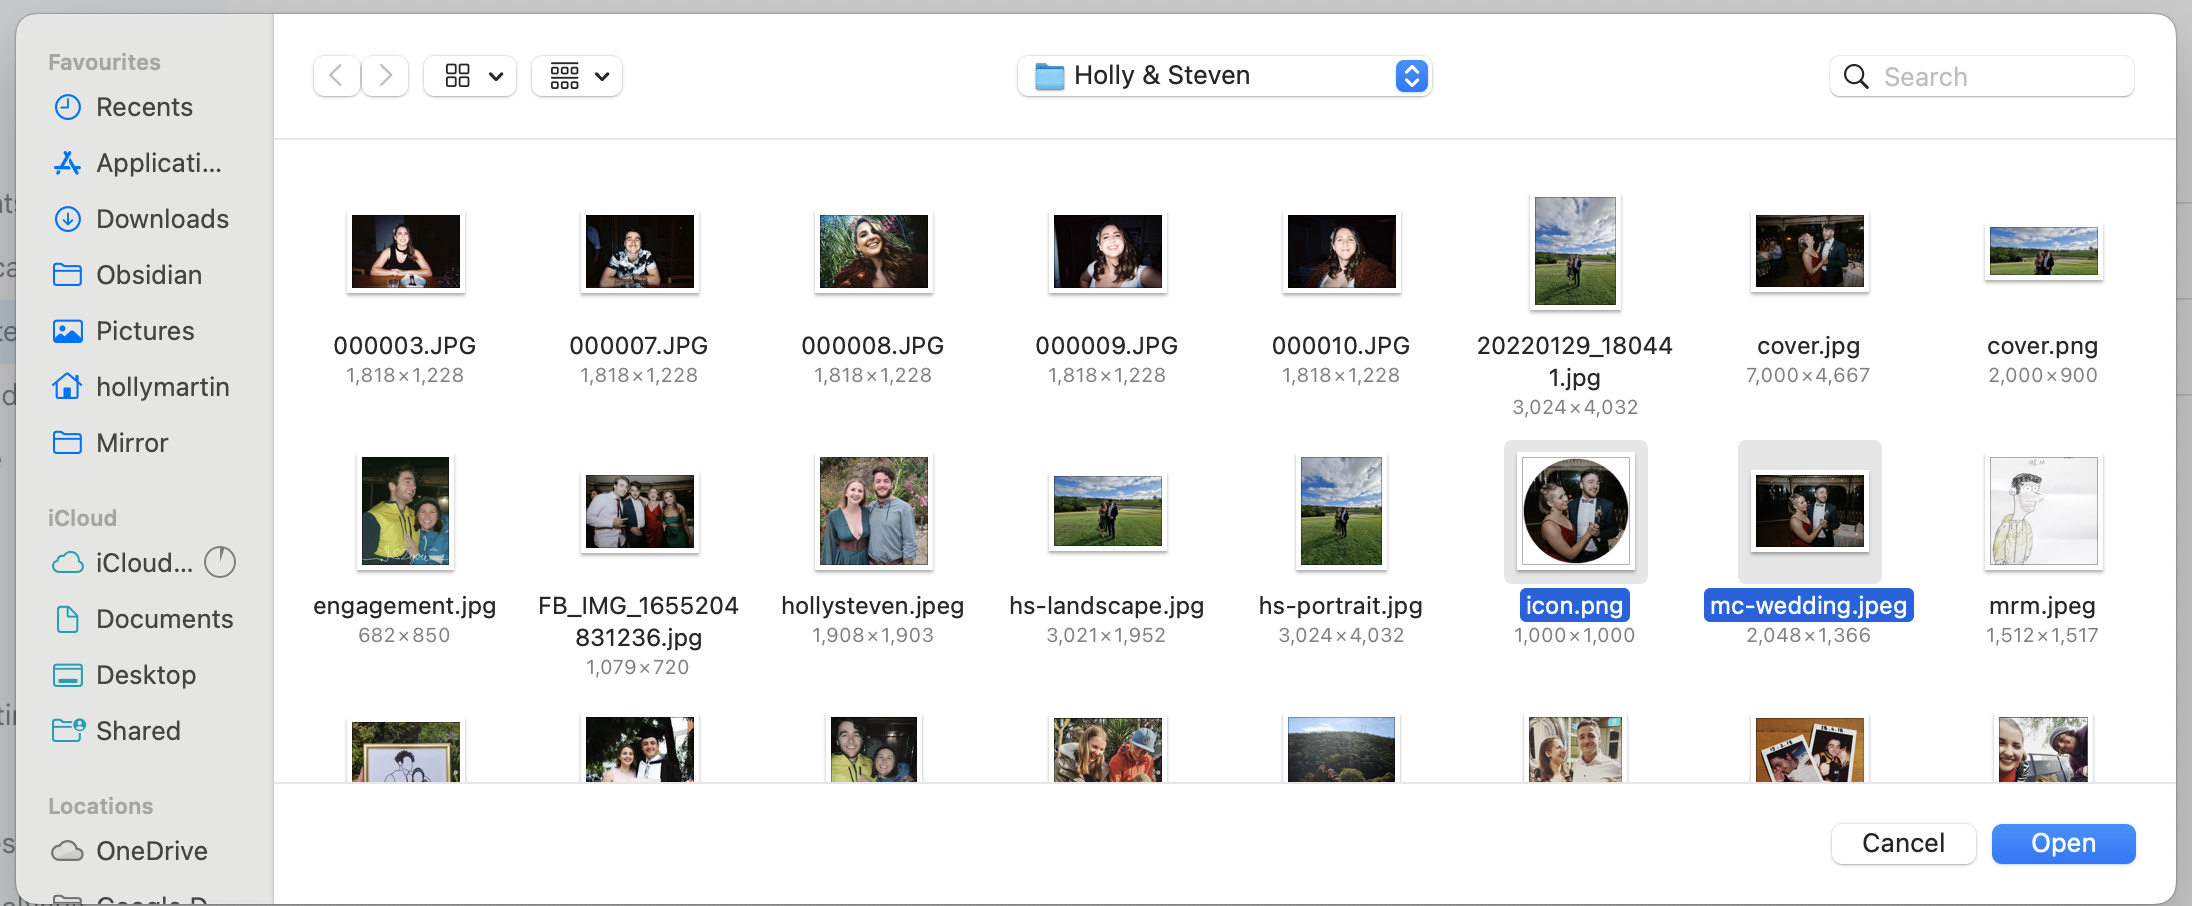 Favourites
Recents
Applicati...
Downloads
Obsidian
Pictures
hollymartin
Mirror
iCloud
iCloud...
Documents
Desktop
Shared
Locations
OneDrive
Holly & Steven
Search
000003.JPG
1,818×1,228
000007.JPG
1,818×1,228
000008.JPG
1,818×1,228
000009.JPG
1,818×1,228
000010.JPG
1,818×1,228
20220129_18044
1.jpg
3,024×4,032
cover.jpg
7,000×4,667
cover.png
2,000×900
engagement.jpg
682×850
FB_IMG_1655204
831236.jpg
1,079×720
hollysteven.jpeg
1,908×1,903
hs-landscape.jpg
3,021×1,952
hs-portrait.jpg
3,024×4,032
icon.png
1,000×1,000
mc-wedding.jpeg
2,048×1,366
mrm.jpeg
1,512×1,517
Cancel
Open